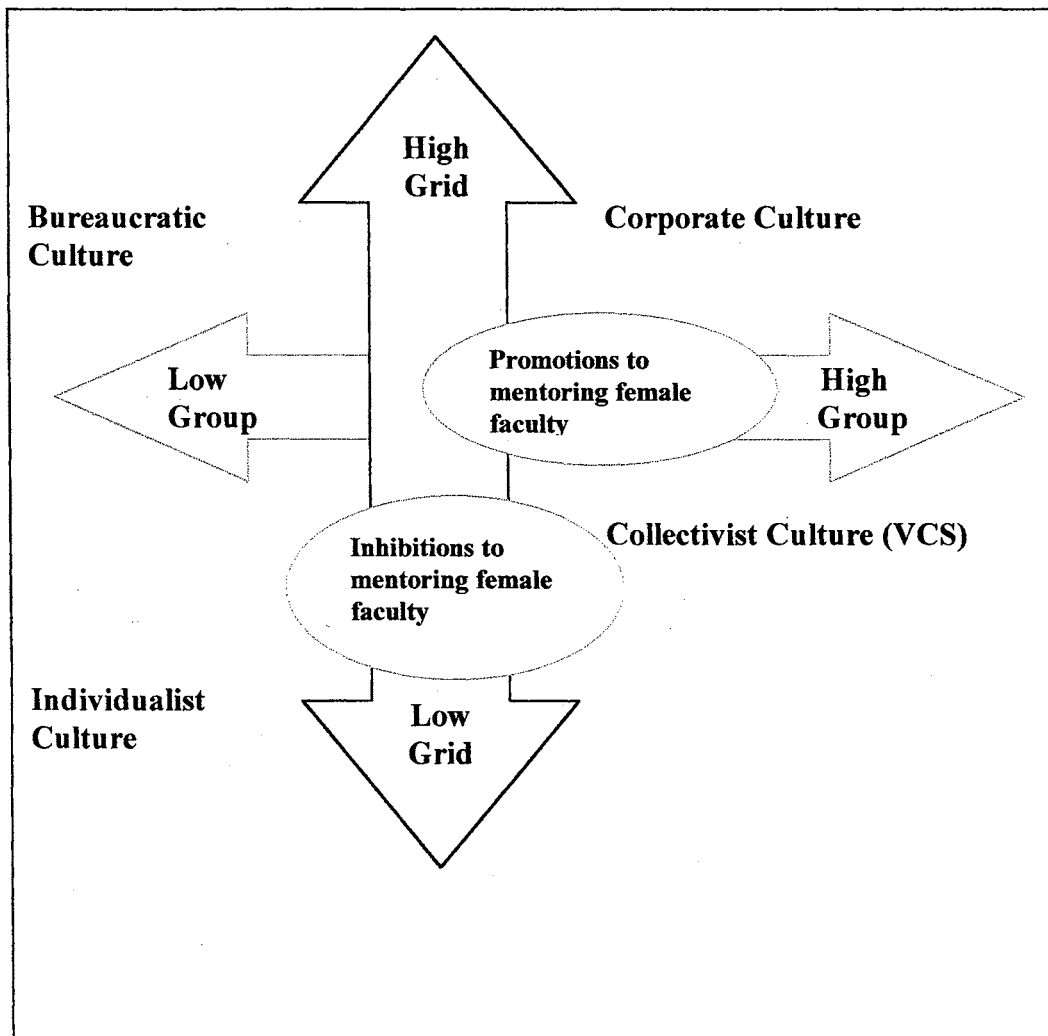 High
Grid
Bureaucratic
Culture
Corporate Culture
Low
Group
Promotions to
mentoring female
faculty
High
Group
Collectivist Culture (VCS)
Inhibitions to
mentoring female
faculty
Individualist
Culture
Low
Grid